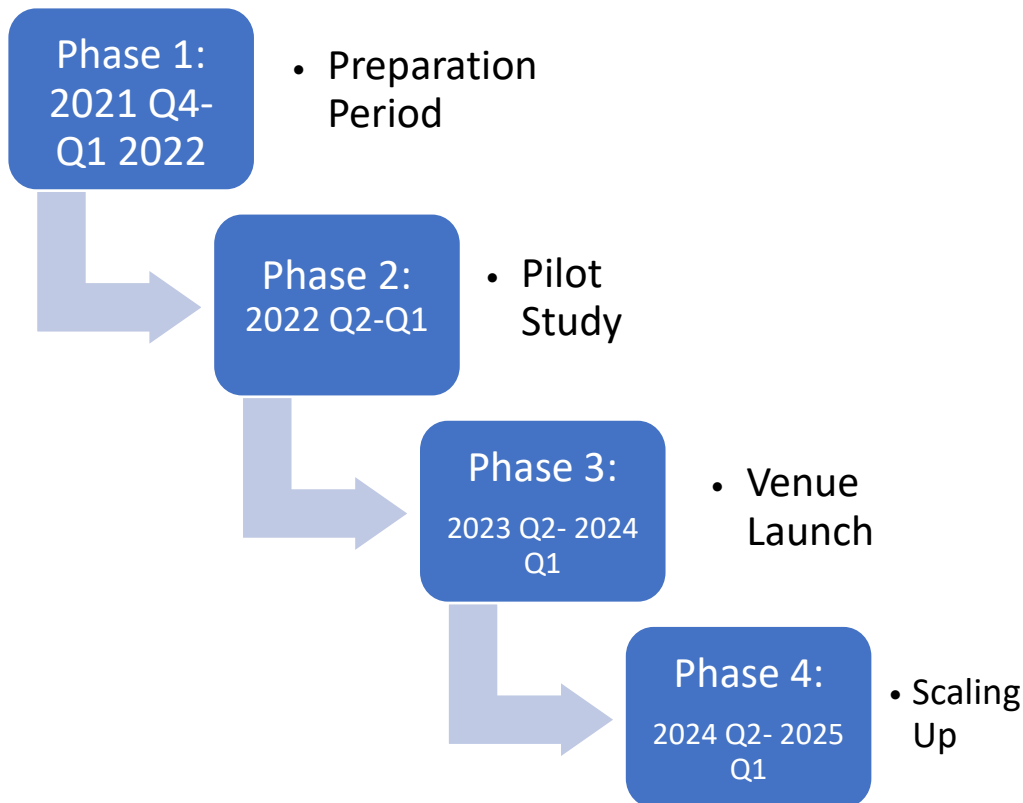 Phase 1:
2021 Q4-
Q1 2022
• Preparation
Period
Phase 2:
2022 Q2-Q1
• Pilot
Study
Phase 3:
2023 Q2- 2024
Q1
• Venue
Launch
Phase 4:
2024 Q2- 2025
Q1
• Scaling
Up